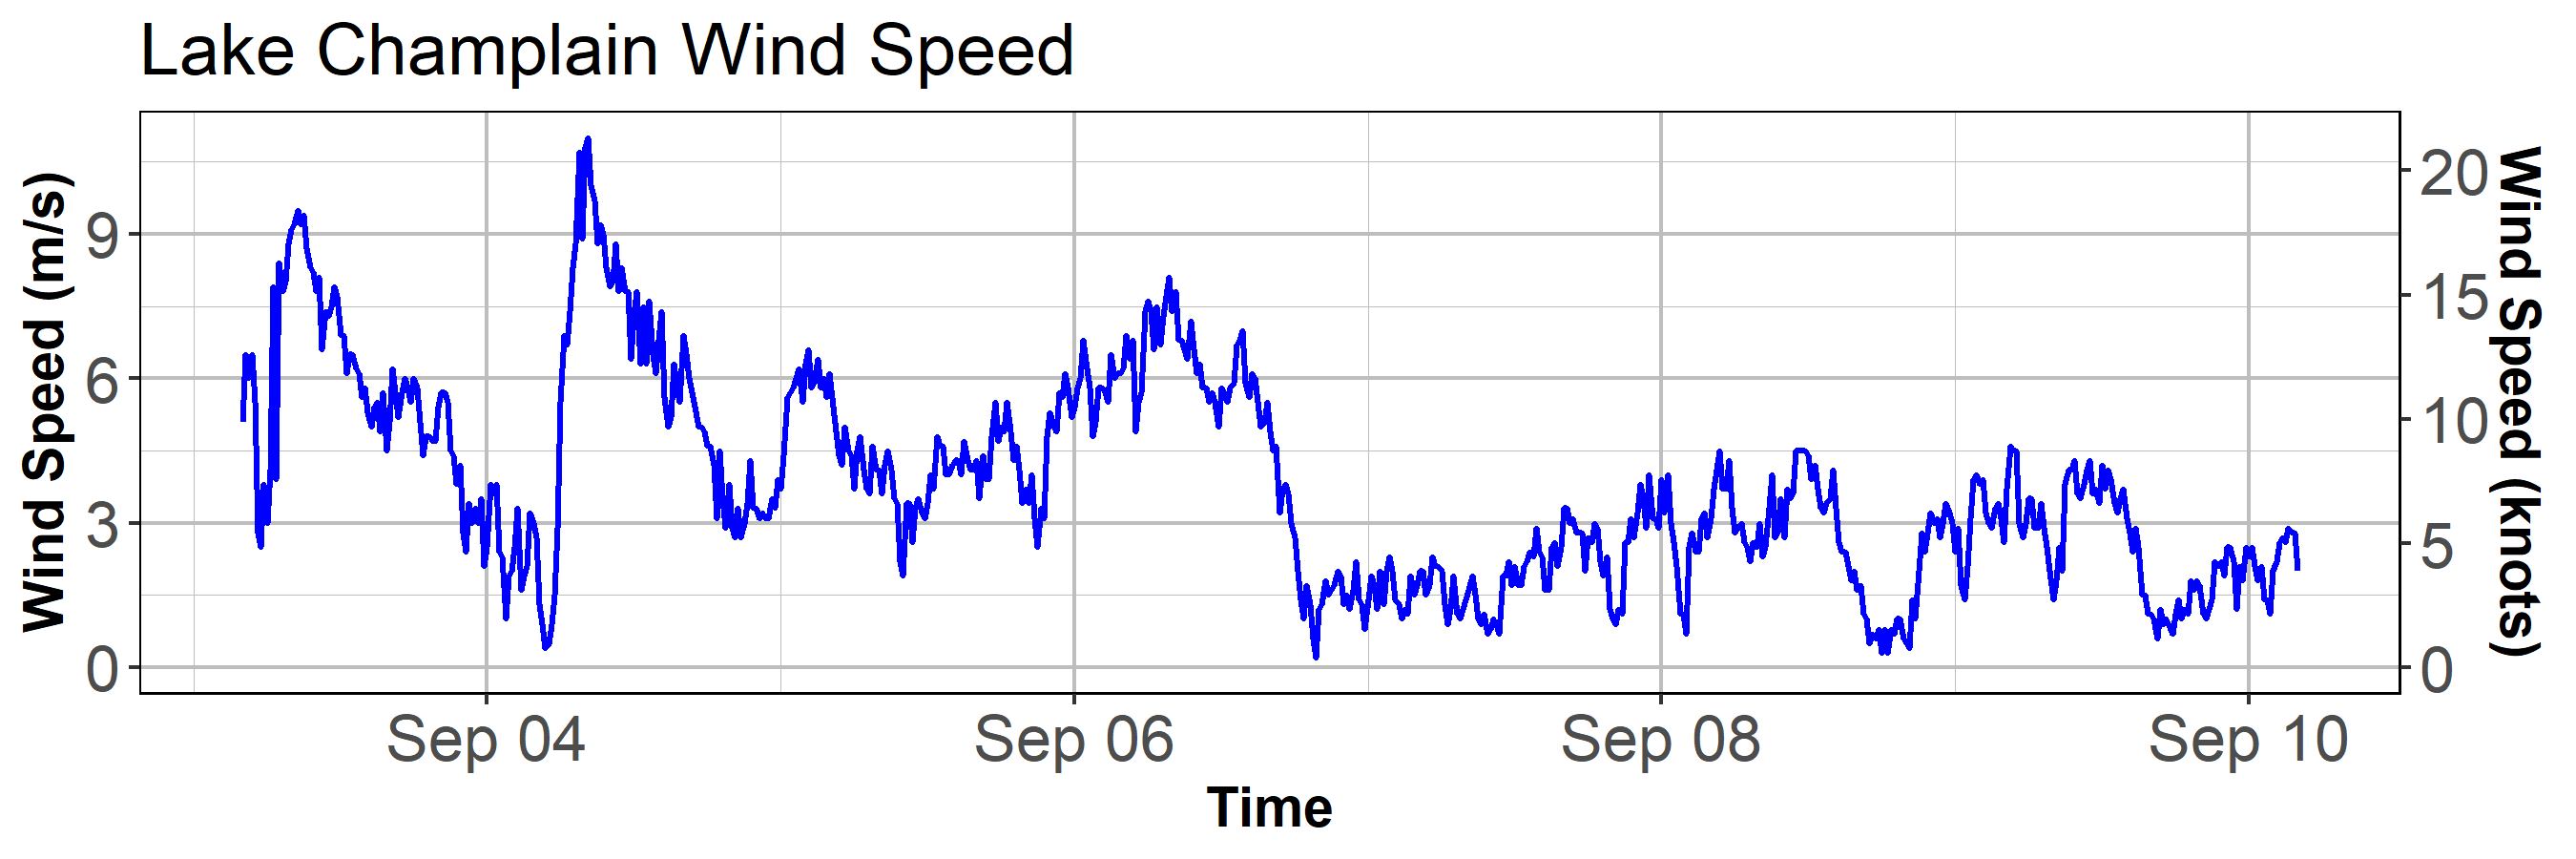 Lake Champlain Wind Speed
Wind Speed (m/s)
9
6
3
0
20
15
10
5
0
Wind Speed (knots)
Sep 04
Sep 06
Sep 08
Sep 10
Time